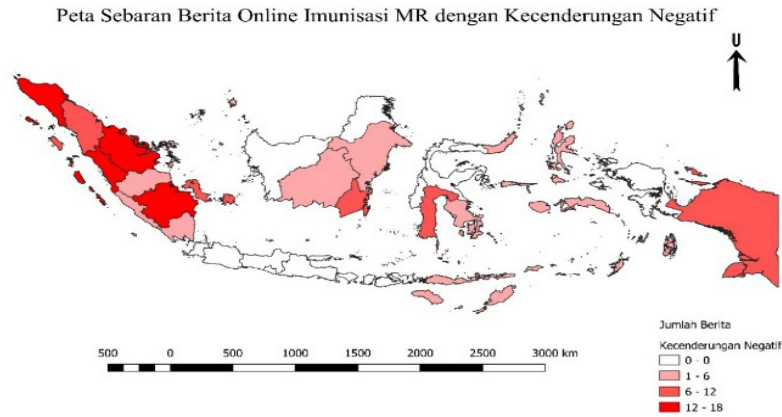 Peta Sebaran Berita Online Imunisasi MR dengan Kecenderungan Negatif
U
500 0 500 1000 1500 2000 2500 3000 km
Jumlah Berita
Kecenderungan Negatif
0 - 0
1 - 6
6 - 12
12 - 18